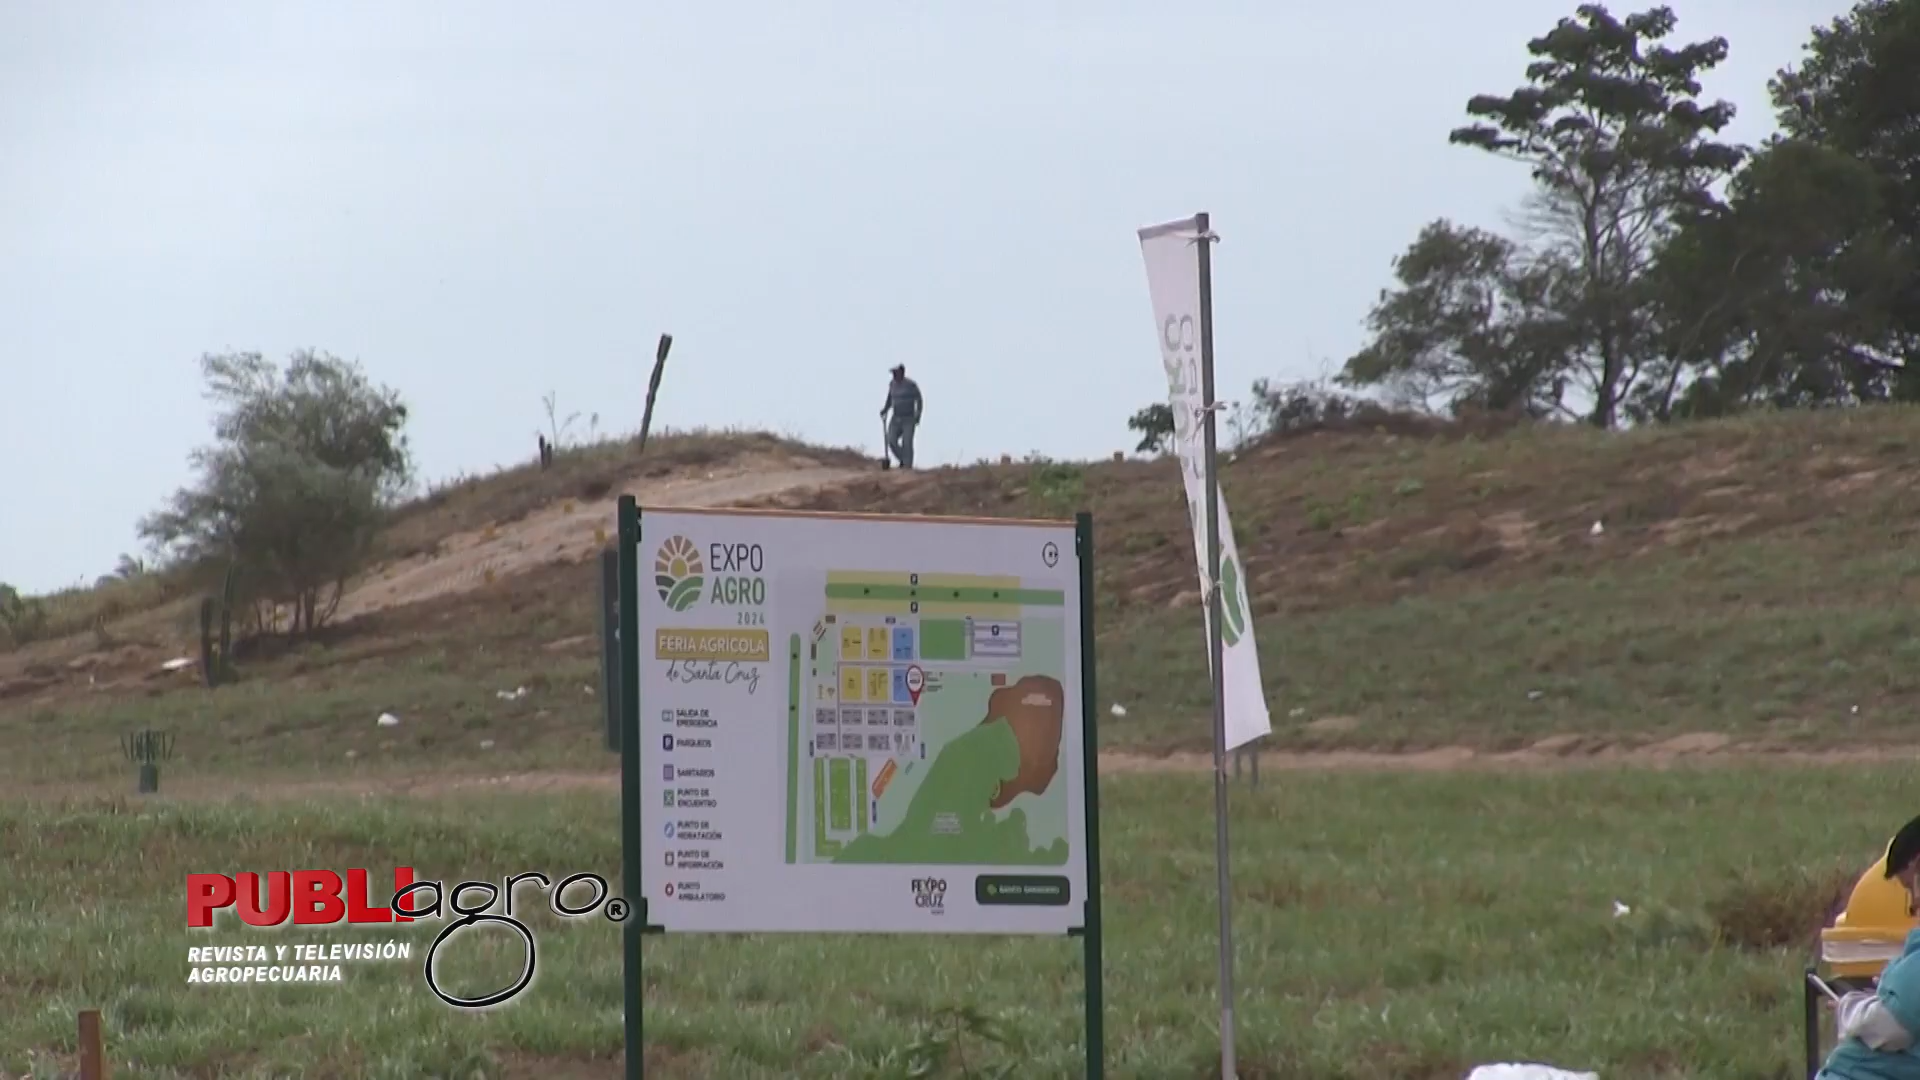 EXPO
AGRO
2024
FERIA AGRÍCOLA
de Santa Cruz
SALIDA DE
EMERGENCIA
PARQUEOS
SANITARIOS
PUNTO DE
ENCUENTRO
PUNTO DE
HIDRATACIÓN
PUNTO DE
INFORMACIÓN
PUNTO
AMBULATORIO
FEXPO
CRUZ
PUBLIagro®
REVISTA Y TELEVISIÓN
AGROPECUARIA